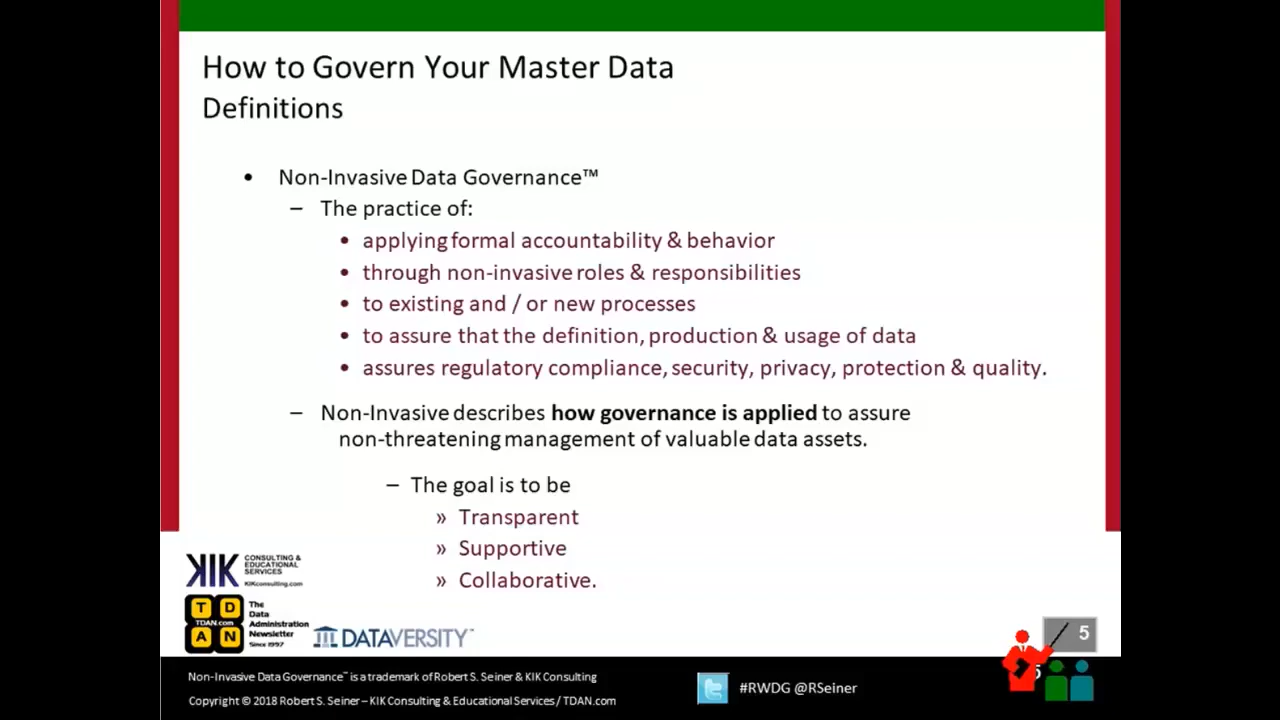 How to Govern Your Master Data
Definitions
• Non-Invasive Data Governance™
– The practice of:
• applying formal accountability & behavior
• through non-invasive roles & responsibilities
• to existing and / or new processes
• to assure that the definition, production & usage of data
• assures regulatory compliance, security, privacy, protection & quality.
– Non-Invasive describes how governance is applied to assure
non-threatening management of valuable data assets.
– The goal is to be
» Transparent
» Supportive
» Collaborative.
KIK CONSULTING &
EDUCATIONAL
SERVICES
KIKconsulting.com
T D
TDAN.com
A N
The
Data
Administration
Newsletter
Since 1997
DATAVERSITY™
5
5
Non-Invasive Data Governance™ is a trademark of Robert S. Seiner & KIK Consulting
Copyright © 2018 Robert S. Seiner – KIK Consulting & Educational Services / TDAN.com
#RWDG @RSeiner